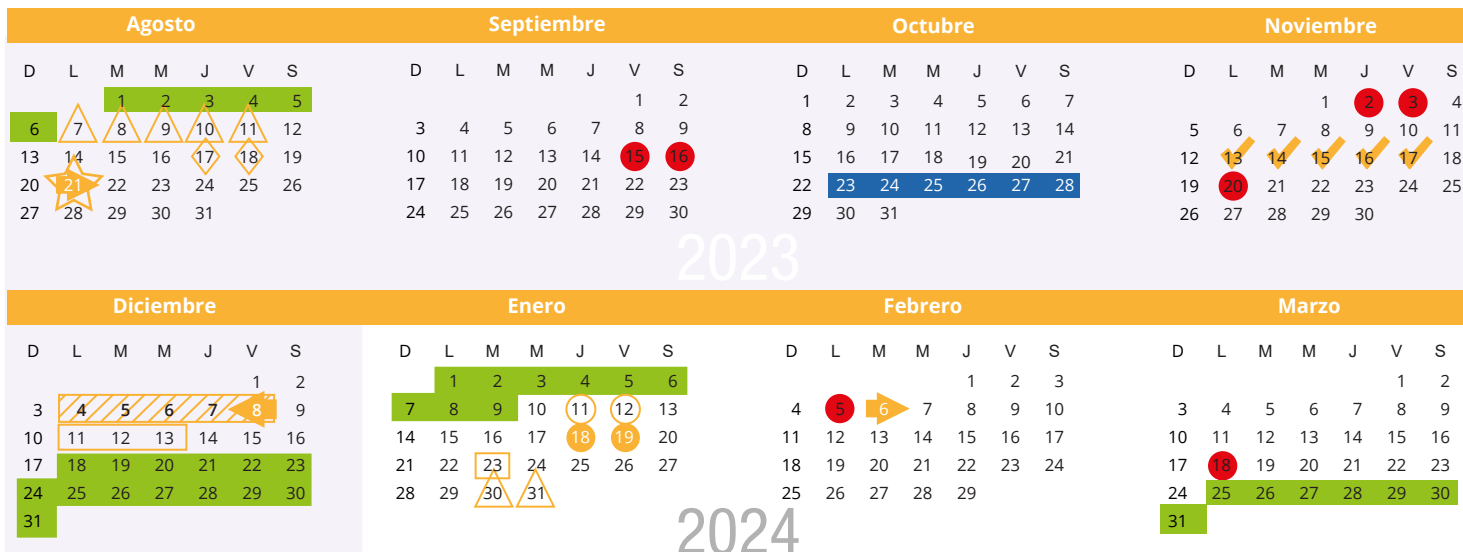 Agosto Septiembre Octubre Noviembre
D L M M J V S D L M M J V S D L M M J V S D L M M J V S
1 2 3 4 5 1 2 1 2 3 4 5 6 7 1 2 3 4
6 7 8 9 10 11 12 3 4 5 6 7 8 9 8 9 10 11 12 13 14 5 6 7 8 9 10 11
13 14 15 16 17 18 19 10 11 12 13 14 15 16 15 16 17 18 19 20 21 12 13 14 15 16 17 18
20 21 22 23 24 25 26 17 18 19 20 21 22 23 22 23 24 25 26 27 28 19 20 21 22 23 24 25
27 28 29 30 31 24 25 26 27 28 29 30 29 30 31 26 27 28 29 30
2023
Diciembre Enero Febrero Marzo
D L M M J V S D L M M J V S D L M M J V S D L M M J V S
1 2 1 2 3 4 5 6 1 2 3 1 2
3 4 5 6 7 8 9 7 8 9 10 11 12 13 4 5 6 7 8 9 10 3 4 5 6 7 8 9
10 11 12 13 14 15 16 14 15 16 17 18 19 20 11 12 13 14 15 16 17 10 11 12 13 14 15 16
17 18 19 20 21 22 23 21 22 23 24 25 26 27 18 19 20 21 22 23 24 17 18 19 20 21 22 23
24 25 26 27 28 29 30 28 29 30 31 25 26 27 28 29 24 25 26 27 28 29 30
31 31
2024